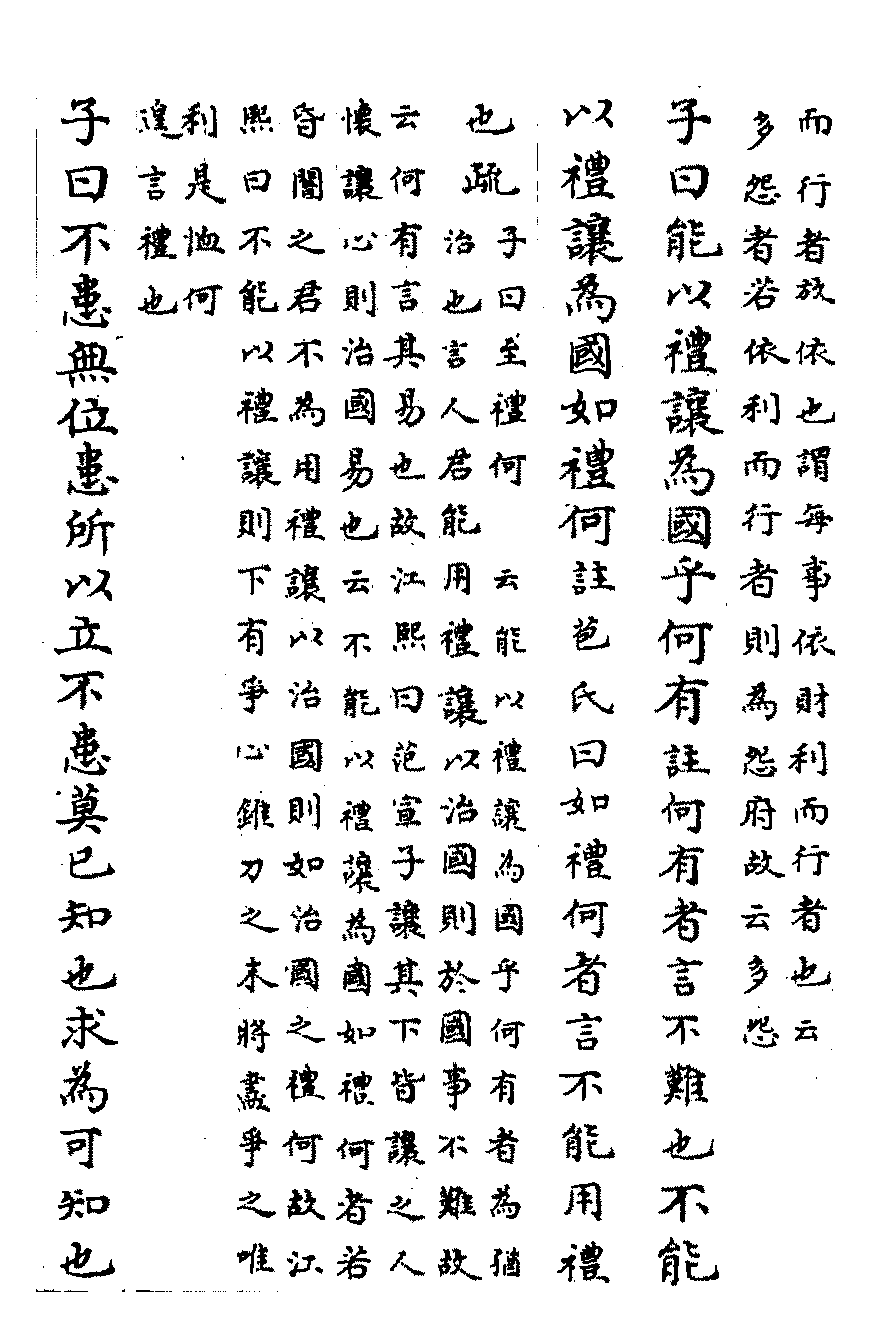 而行者放依也謂每事依財利而行者也云
多怨者若依利而行者則為怨府故云多怨
子曰能以禮讓為國乎何有註何有者言不難也不能
以禮讓為國如禮何註苞氏曰如禮何者言不能用禮
也疏
子曰至禮何　云能以禮讓為國乎何有者為猶
治也言人君能用禮讓以治國則於國事不難故
云何有言其易也故江熙曰范宣子讓其下皆讓之人
懷讓心則治國易也云不能以禮讓為國如禮何者若
昏闇之君不為用禮讓以治國則如治國之禮何故江
熙曰不能以禮讓則下有爭心錐刀之末將盡爭之唯
利是恤何
遑言禮也
子曰不患無位患所以立不患莫已知也求為可知也